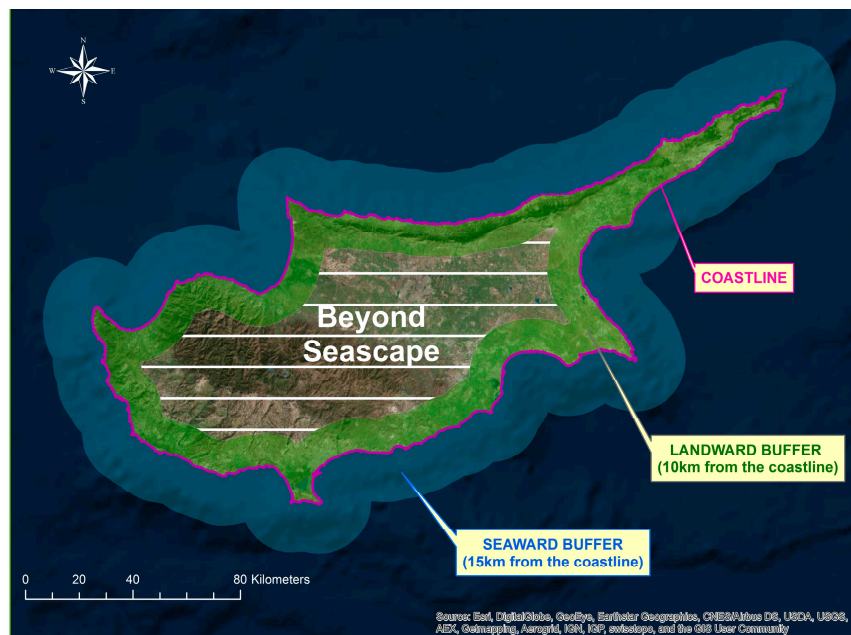 N
W E
S
COASTLINE
Beyond
Seascape
LANDWARD BUFFER
(10km from the coastline)
SEAWARD BUFFER
(15km from the coastline)
0 20 40 80 Kilometers
Source: Esri, DigitalGlobe, GeoEye, Earthstar Geographics, CNES/Airbus DS, USDA, USGS,
AEX, Getmapping, Aerogrid, IGN, IGP, swisstopo, and the GIS User Community